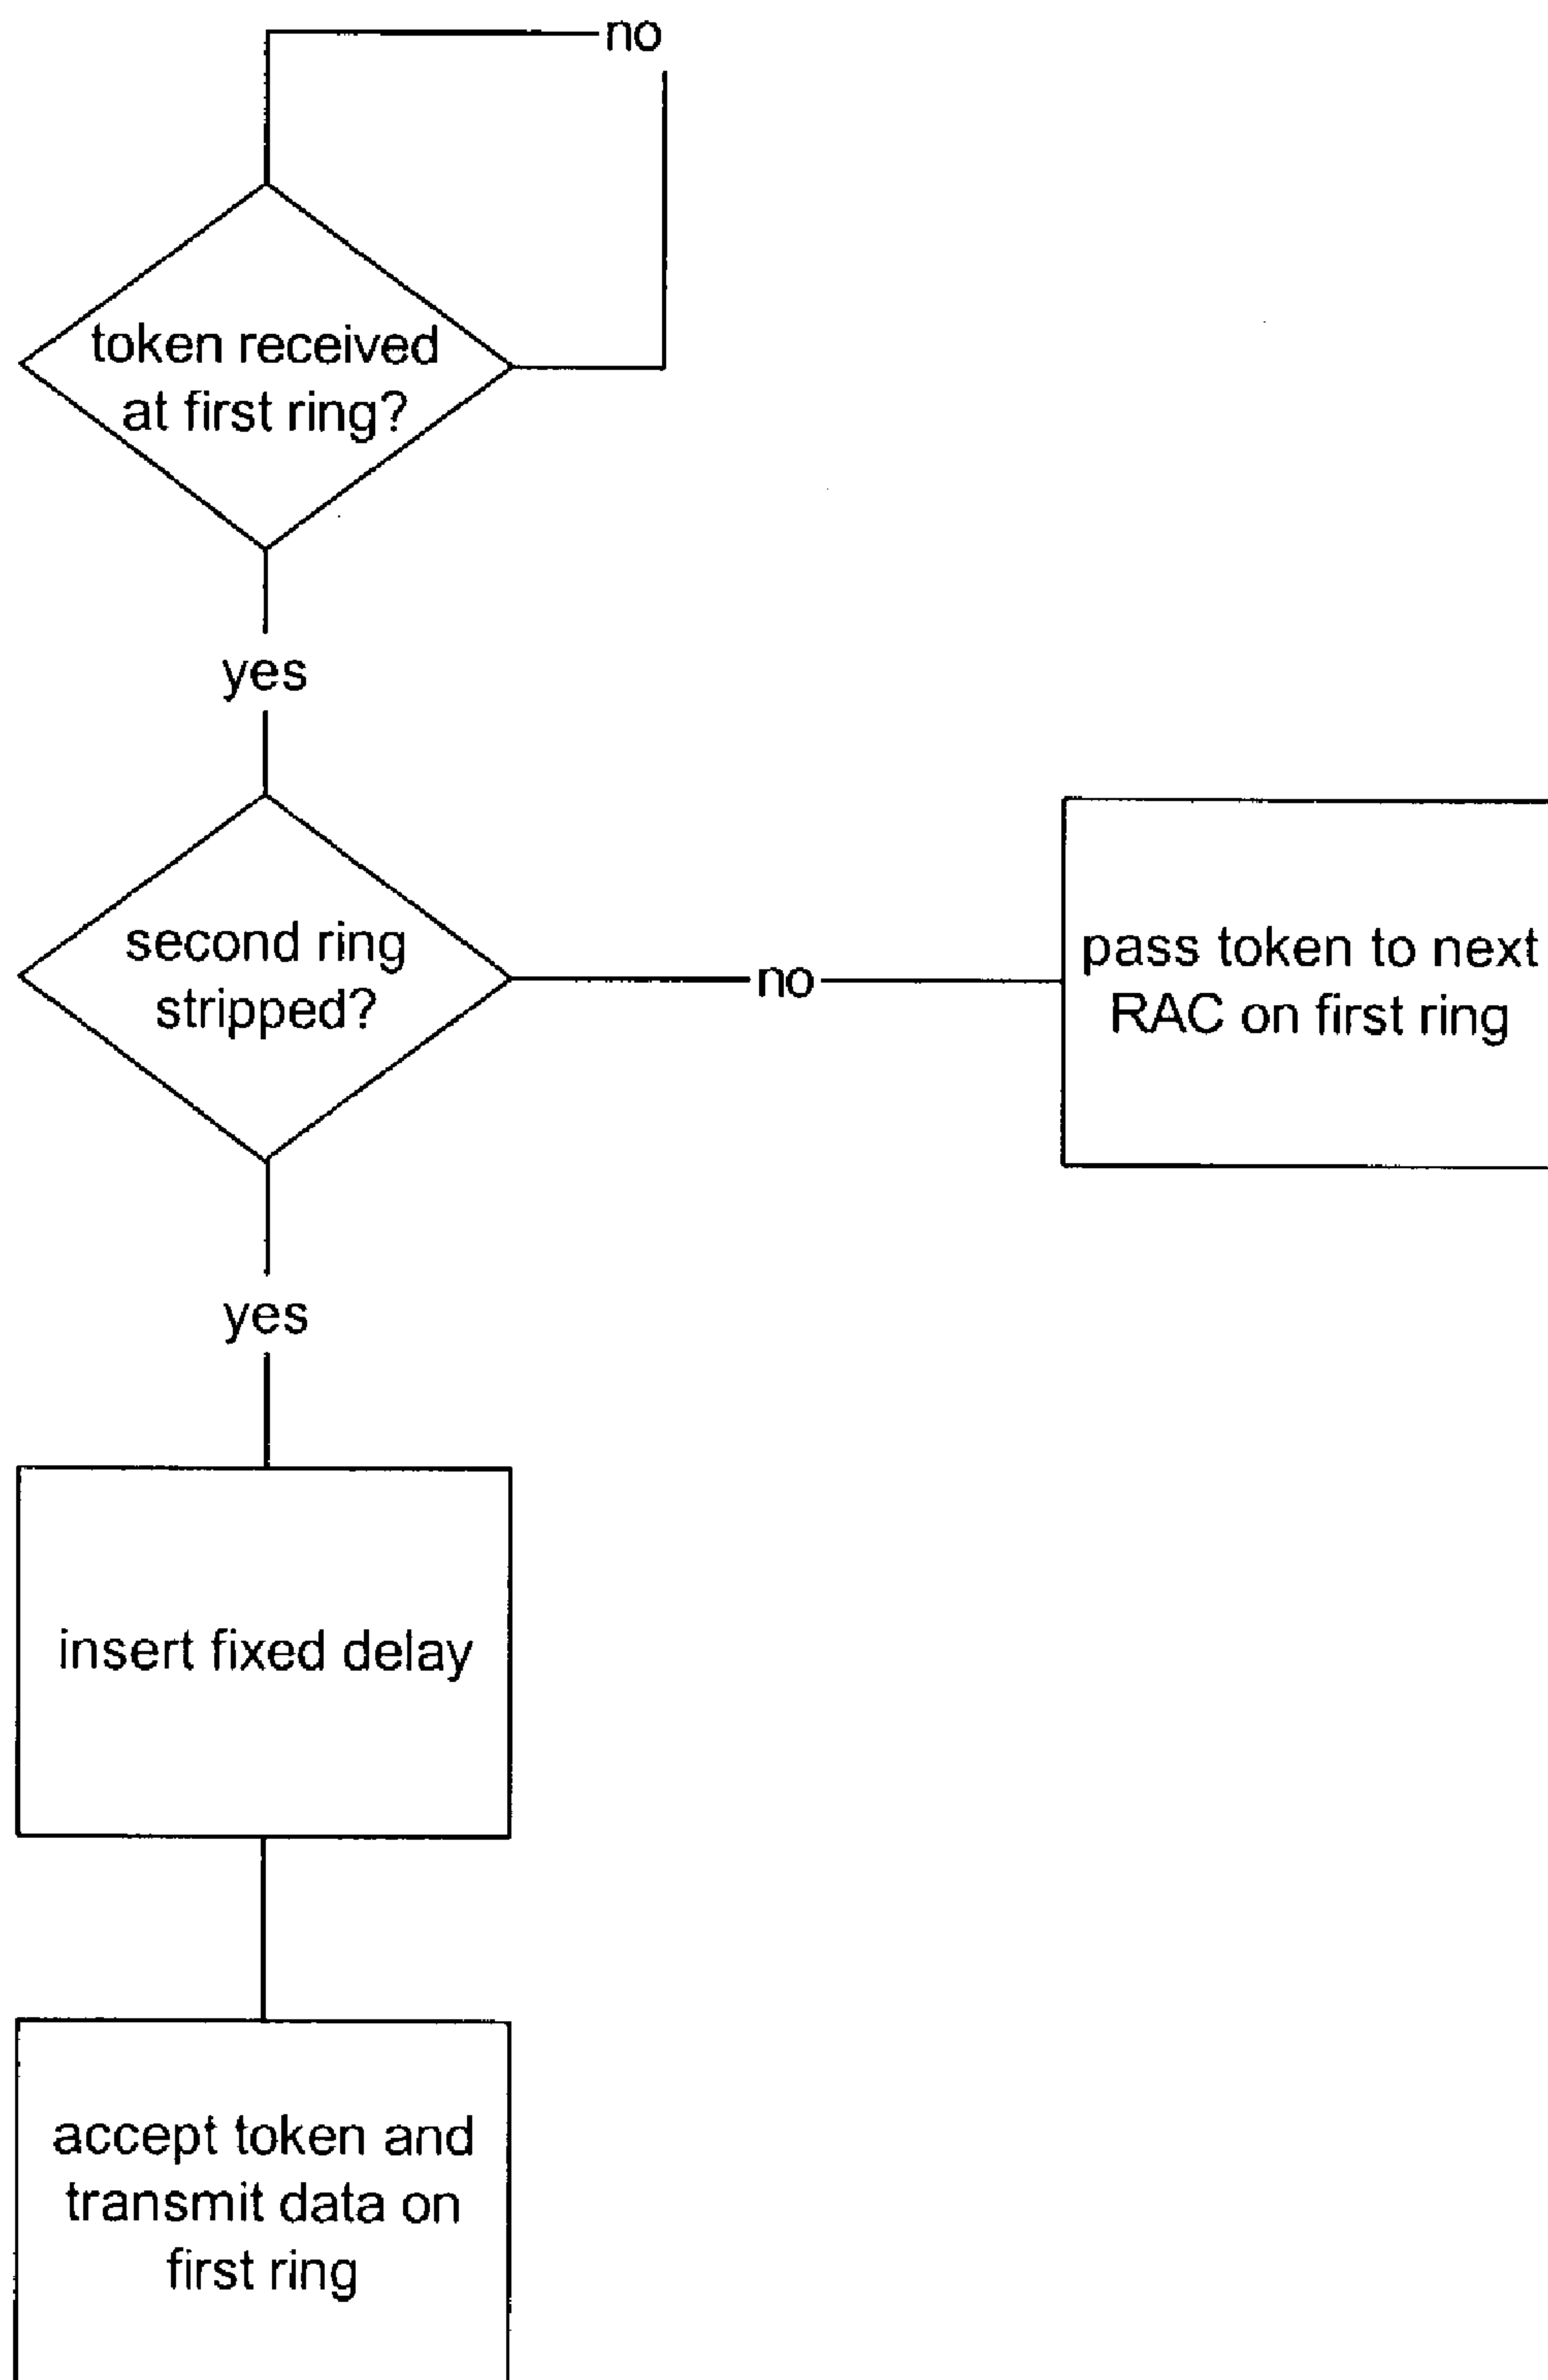 no
token received
at first ring?
yes
second ring
stripped?
no
pass token to next
RAC on first ring
yes
insert fixed delay
accept token and
transmit data on
first ring